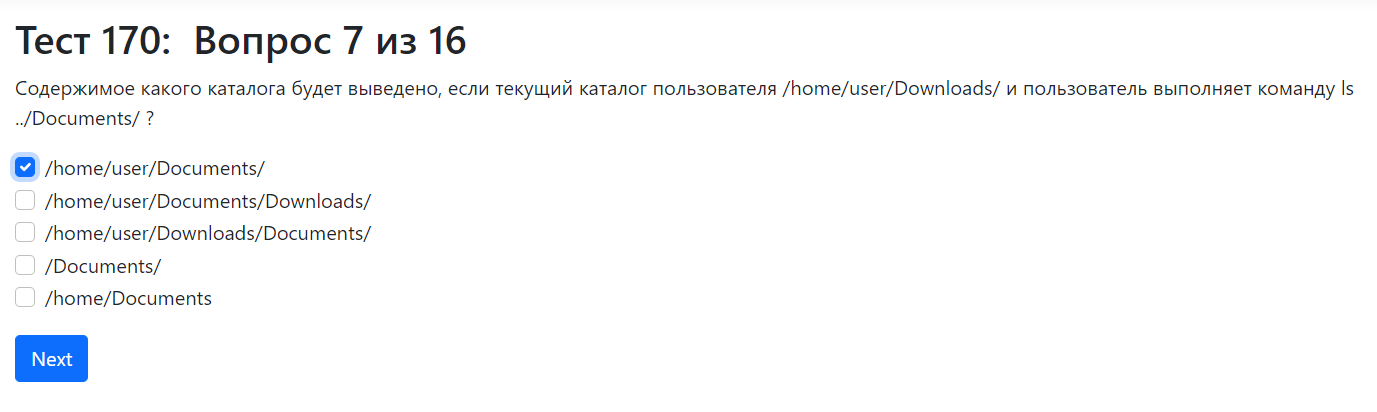 Тест 170: Вопрос 7 из 16
Содержимое какого каталога будет выведено, если текущий каталог пользователя /home/user/Downloads/ и пользователь выполняет команду ls
../Documents/ ?
/home/user/Documents/
/home/user/Documents/Downloads/
/home/user/Downloads/Documents/
/Documents/
/home/Documents
Next